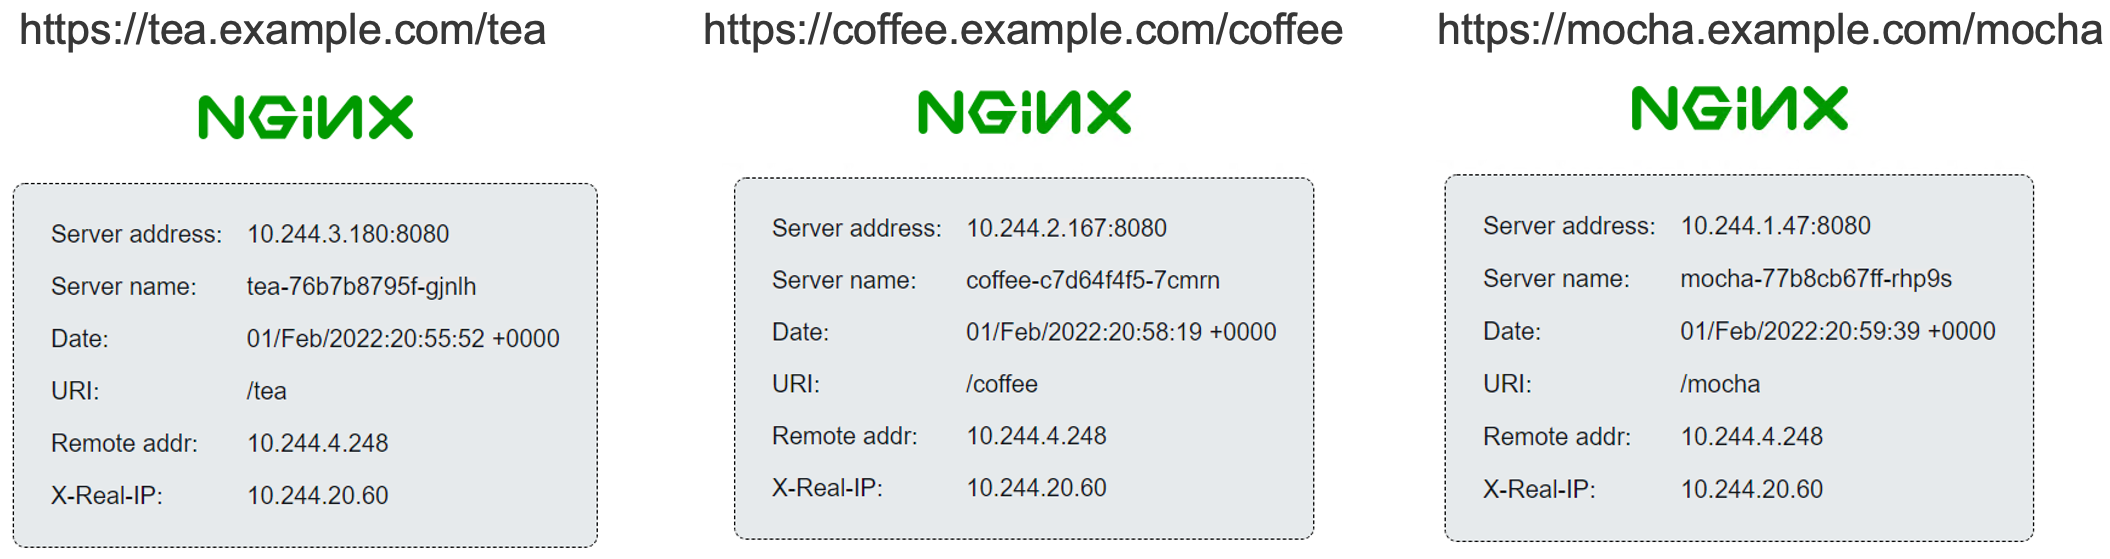 https://tea.example.com/tea
NGINX
Server address: 10.244.3.180:8080
Server name: tea-76b7b8795f-gjnlh
Date: 01/Feb/2022:20:55:52 +0000
URI: /tea
Remote addr: 10.244.4.248
X-Real-IP: 10.244.20.60
https://coffee.example.com/coffee
NGINX
Server address: 10.244.2.167:8080
Server name: coffee-c7d64f4f5-7cmrn
Date: 01/Feb/2022:20:58:19 +0000
URI: /coffee
Remote addr: 10.244.4.248
X-Real-IP: 10.244.20.60
https://mocha.example.com/mocha
NGINX
Server address: 10.244.1.47:8080
Server name: mocha-77b8cb67ff-rhp9s
Date: 01/Feb/2022:20:59:39 +0000
URI: /mocha
Remote addr: 10.244.4.248
X-Real-IP: 10.244.20.60